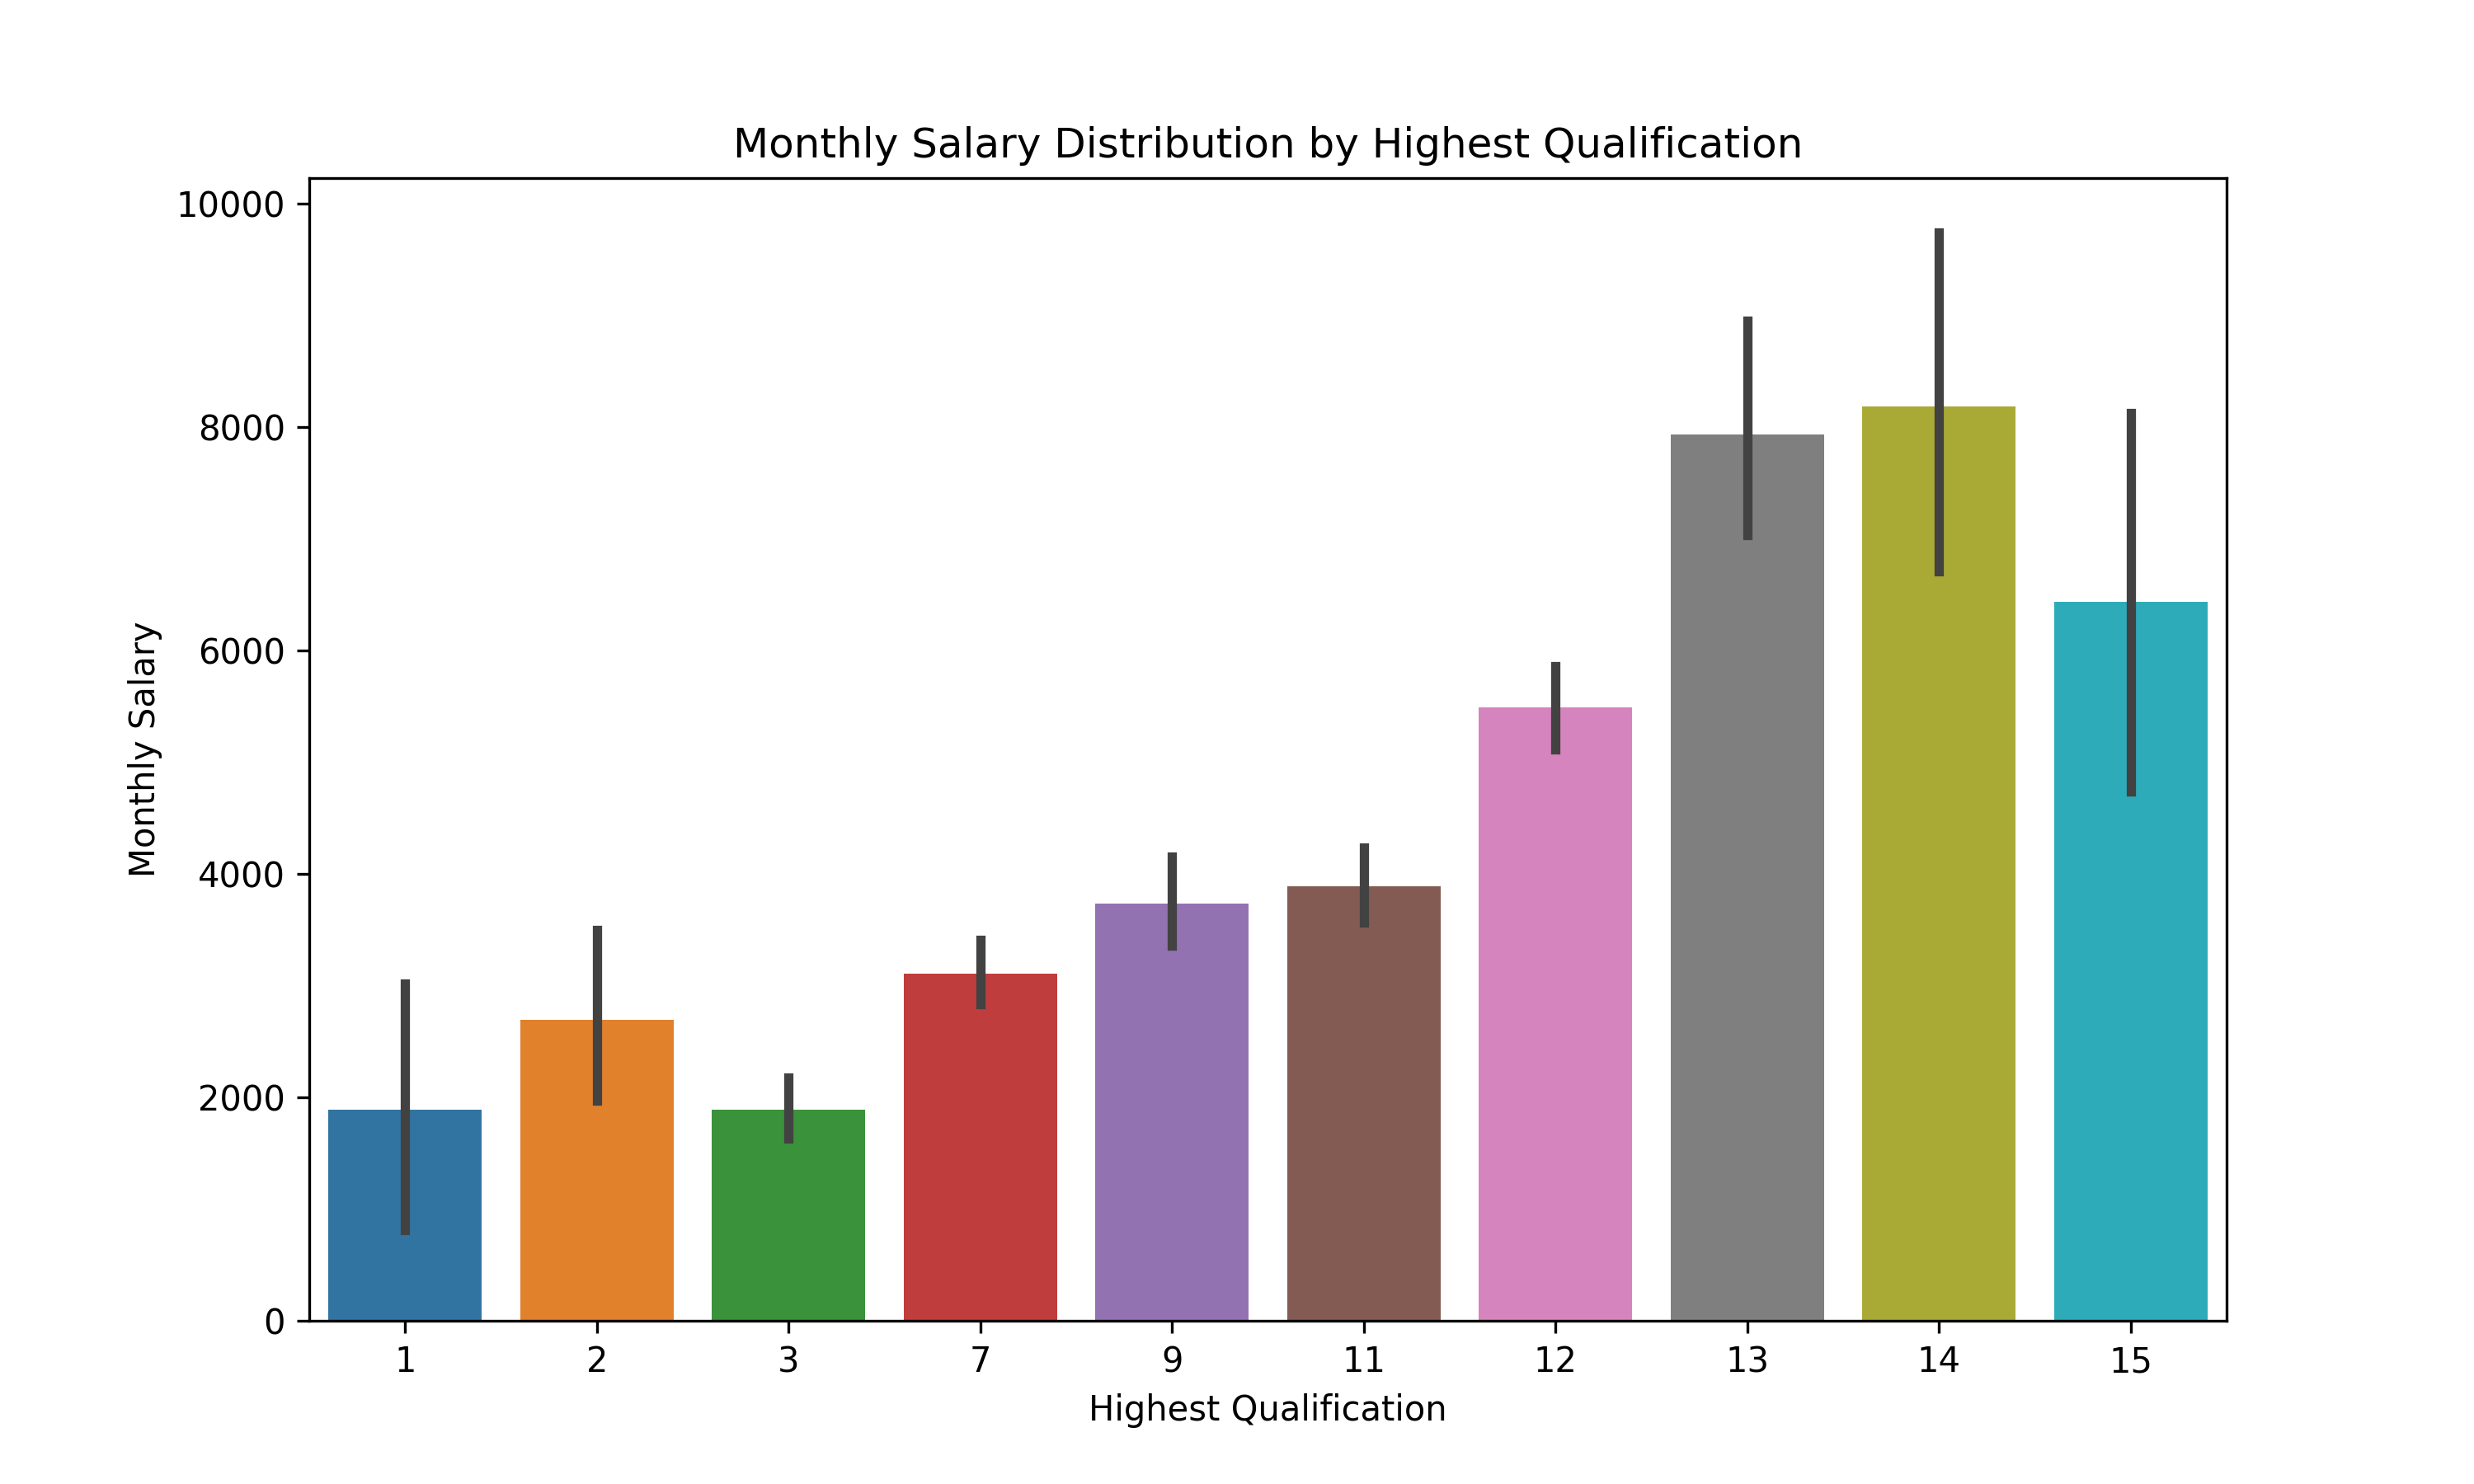 Monthly Salary Distribution by Highest Qualification
Monthly Salary
10000
8000
6000
4000
2000
0
1 2 3 7 9 11 12 13 14 15
Highest Qualification